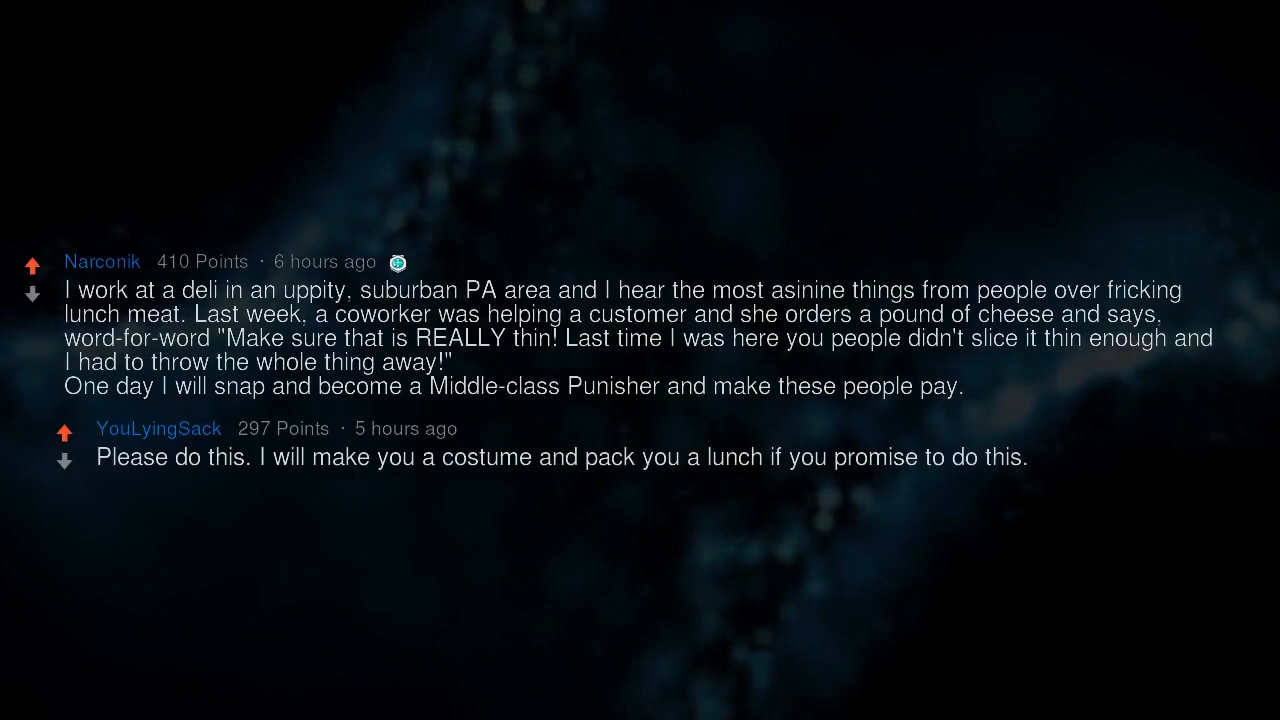 Narconik 410 Points · 6 hours ago
I work at a deli in an uppity, suburban PA area and I hear the most asinine things from people over fricking
lunch meat. Last week, a coworker was helping a customer and she orders a pound of cheese and says,
word-for-word "Make sure that is REALLY thin! Last time I was here you people didn't slice it thin enough and
I had to throw the whole thing away!"
One day I will snap and become a Middle-class Punisher and make these people pay.
YouLyingSack 297 Points · 5 hours ago
Please do this. I will make you a costume and pack you a lunch if you promise to do this.